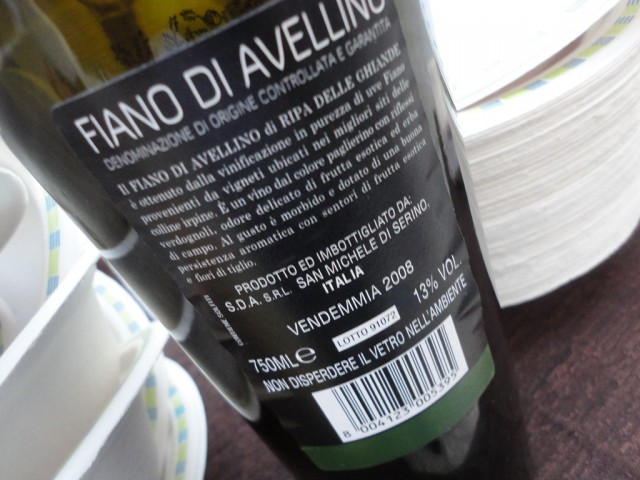 FIANO DI AVELLINO
DENOMINAZIONE DI ORIGINE CONTROLLATA E GARANTITA
Il FIANO DI AVELLINO di RIPA DELLE GHIANDE
è ottenuto dalla vinificazione in purezza di uve Fiano
provenienti da vigneti ubicati nei migliori siti delle
colline irpine. È un vino dal colore paglierino con riflessi
verdognoli, odore delicato di frutta esotica ed erba
di campo. Al gusto è morbido e dotato di una buona
persistenza aromatica con sentori di frutta esotica
e fiori di tiglio.
PRODOTTO ED IMBOTTIGLIATO DA:
S.D.A. S.R.L. SAN MICHELE DI SERINO.
ITALIA
VENDEMMIA 2008
LOTTO 91072
750ML e 13% VOL.
NON DISPERDERE IL VETRO NELL'AMBIENTE
8 004123 005393